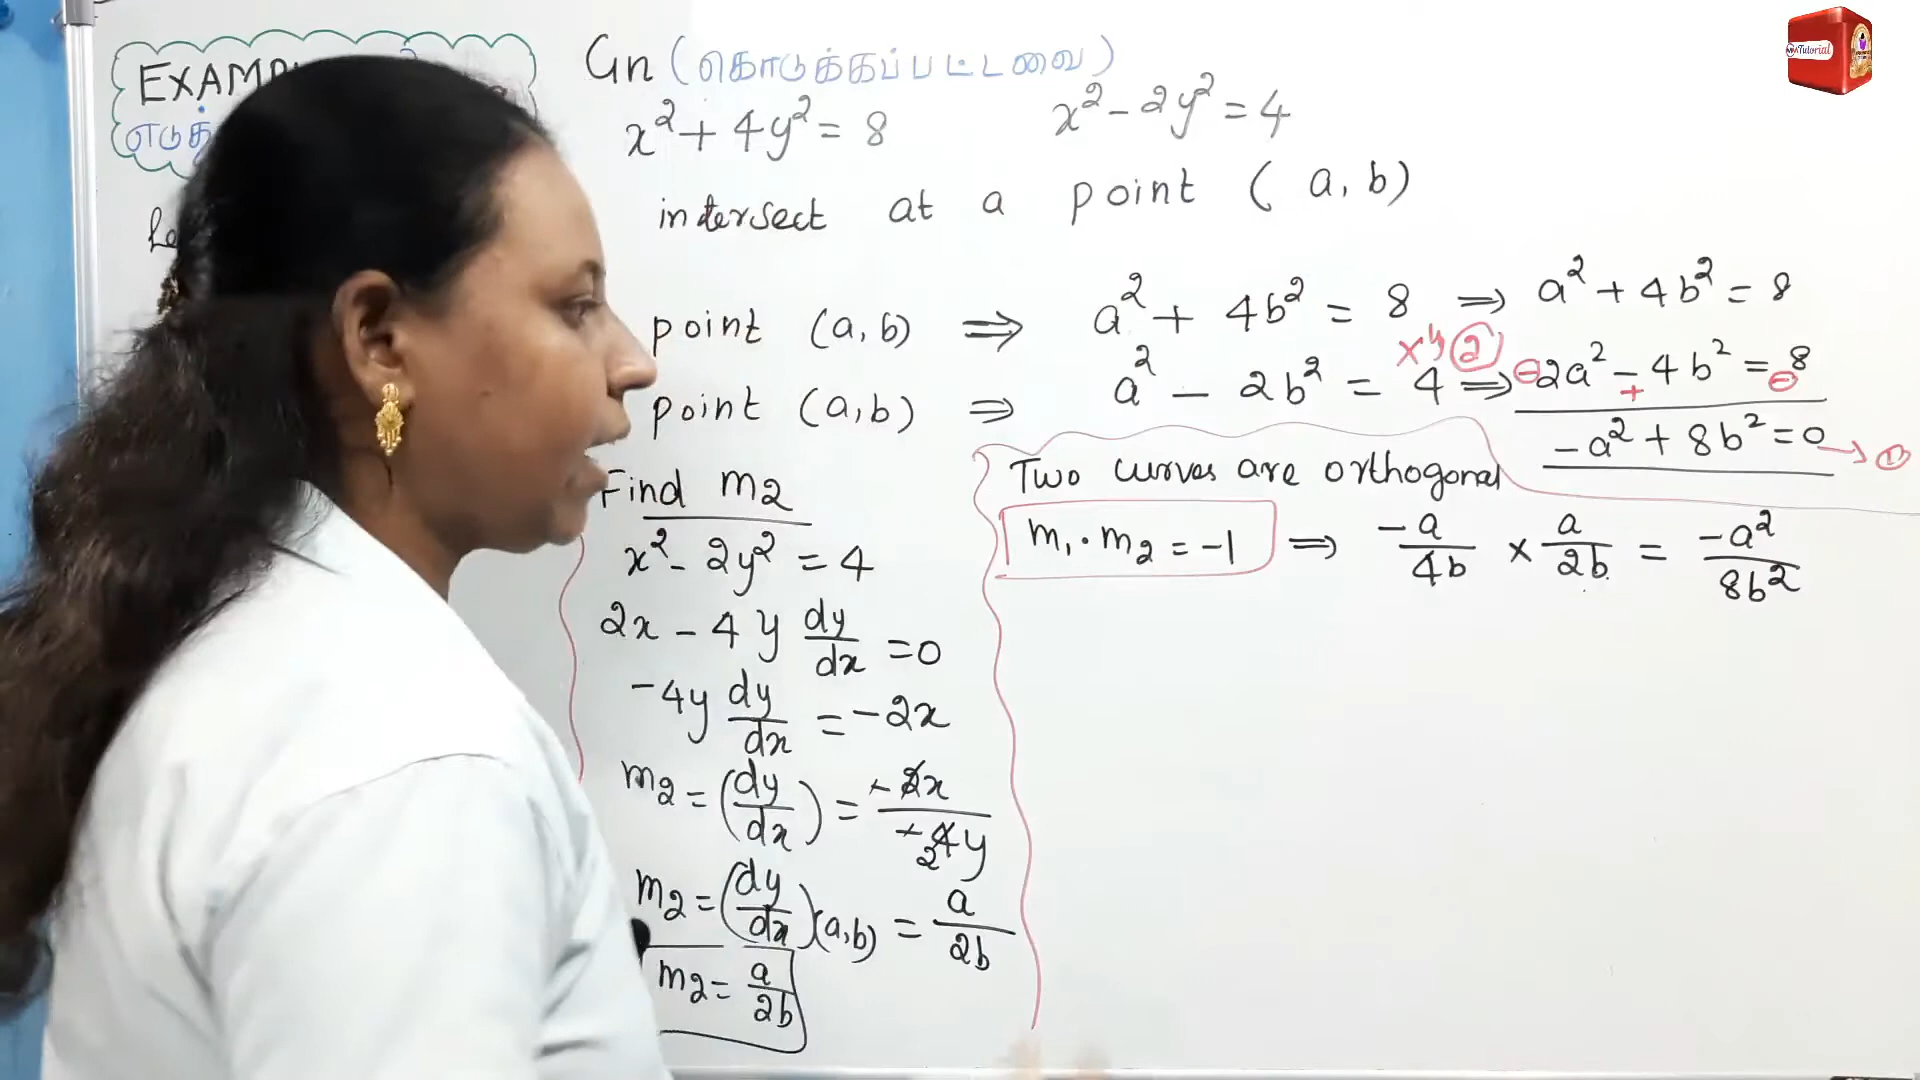 EXAM
எடுத்
Gn (கொடுக்கப்பட்டவை)
x² + 4y² = 8    x² - 2y² = 4
intersect at a point (a, b)
point (a, b) ⇒ a² + 4b² = 8 ⇒ a² + 4b² = 8
point (a,b) ⇒ a² - 2b² = 4 ⇒ 2a² - 4b² = 8
⊖ + ⊖
-a² + 8b² = 0 → ①
Find m2
x² - 2y² = 4
2x - 4y dy/dx = 0
-4y dy/dx = -2x
m2 = (dy/dx) = -2x/-4y
2
m2 = (dy/dx)(a,b) = a/2b
m2 = a/2b
Two curves are orthogonal
m₁ · m₂ = -1 ⇒ -a/4b × a/2b = -a²/8b²
Tutorial